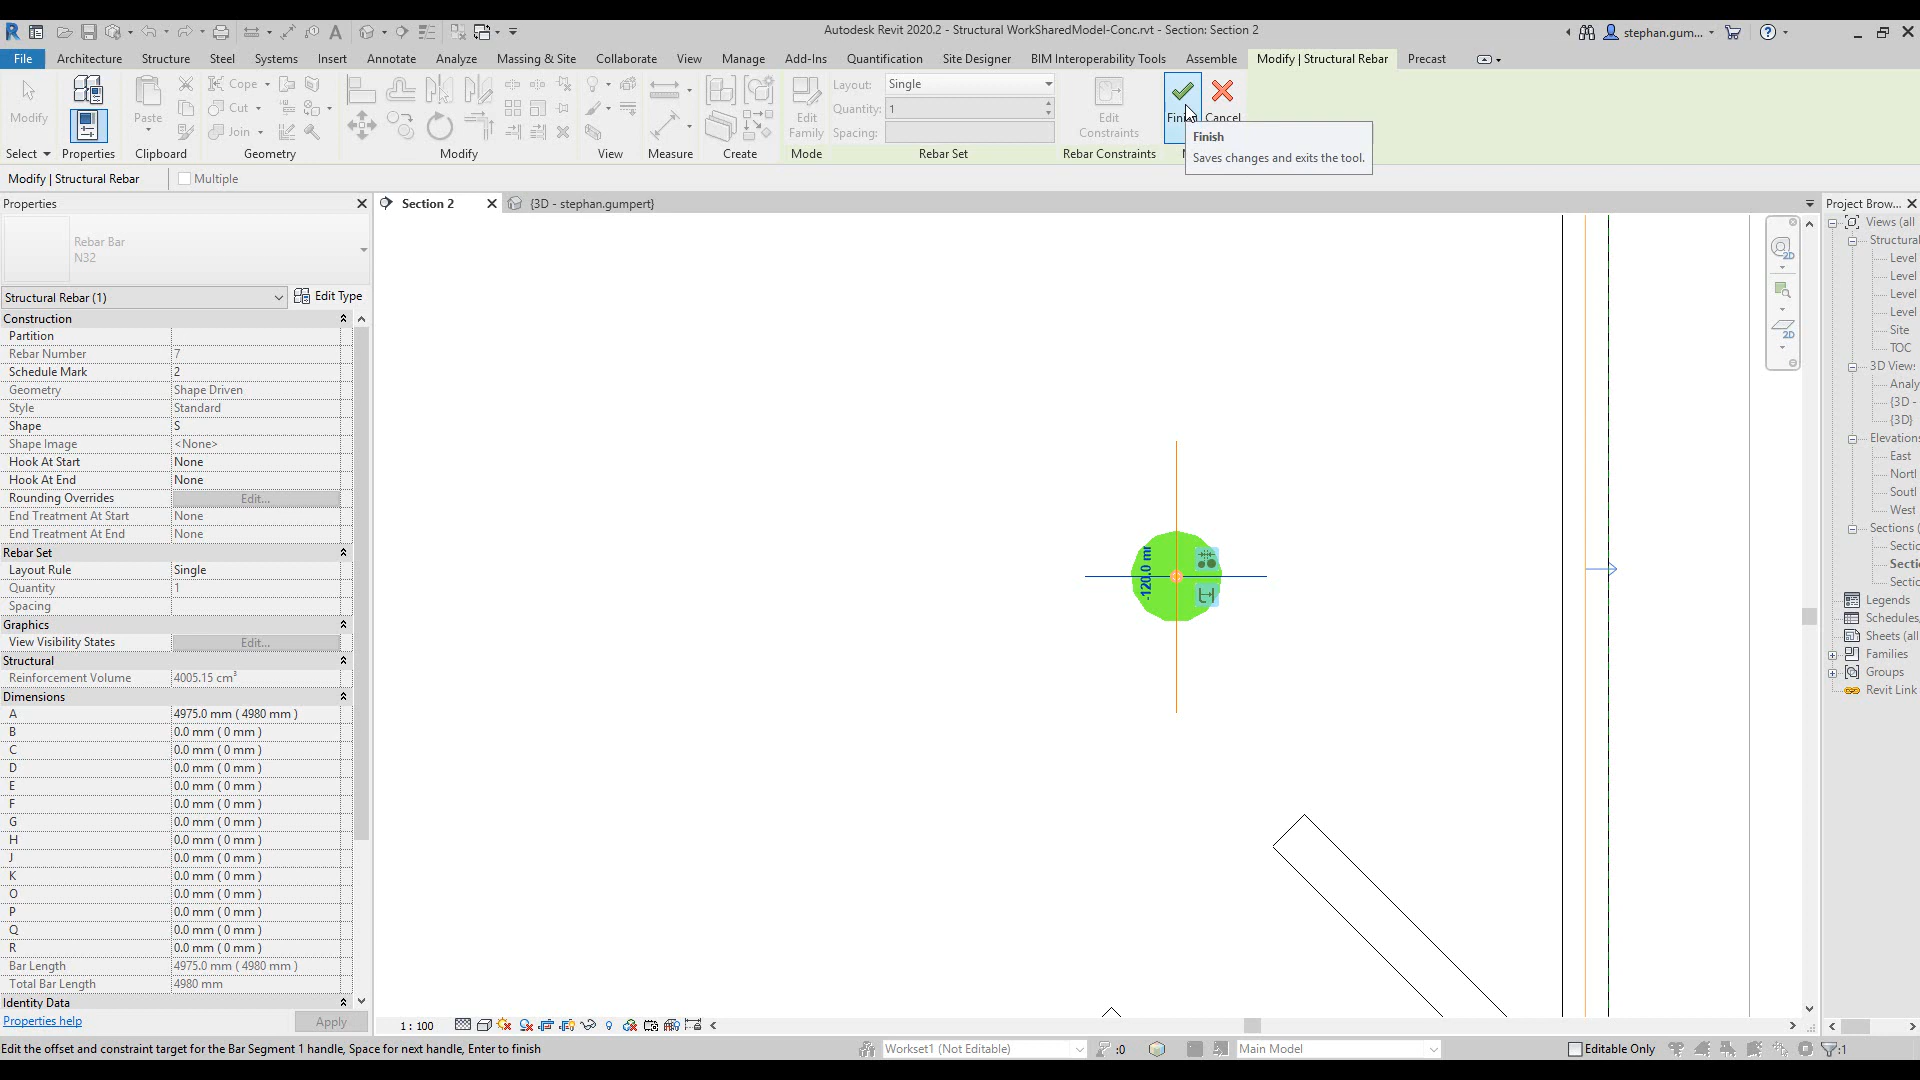 Autodesk Revit 2020.2 - Structural WorkSharedModel-Conc.rvt - Section: Section 2
stephan.gum...
File Architecture Structure Steel Systems Insert Annotate Analyze Massing & Site Collaborate View Manage Add-Ins Quantification Site Designer BIM Interoperability Tools Assemble Modify | Structural Rebar Precast
Modify
Paste
Cope
Cut
Join
Edit
Family
Layout: Single
Quantity: 1
Spacing:
Edit
Constraints
Cancel
Select Properties Clipboard Geometry Modify View Measure Create Mode Rebar Set Rebar Constraints
Finish
Saves changes and exits the tool.
Modify | Structural Rebar Multiple
Properties
Section 2
{3D - stephan.gumpert}
Project Brow...
Rebar Bar
N32
Structural Rebar (1) Edit Type
Construction
Partition
Rebar Number 7
Schedule Mark 2
Geometry Shape Driven
Style Standard
Shape S
Shape Image <None>
Hook At Start None
Hook At End None
Rounding Overrides Edit...
End Treatment At Start None
End Treatment At End None
Rebar Set
Layout Rule Single
Quantity 1
Spacing
Graphics
View Visibility States Edit...
Structural
Reinforcement Volume 4005.15 cm³
Dimensions
A 4975.0 mm ( 4980 mm )
B 0.0 mm ( 0 mm )
C 0.0 mm ( 0 mm )
D 0.0 mm ( 0 mm )
E 0.0 mm ( 0 mm )
F 0.0 mm ( 0 mm )
G 0.0 mm ( 0 mm )
H 0.0 mm ( 0 mm )
J 0.0 mm ( 0 mm )
K 0.0 mm ( 0 mm )
O 0.0 mm ( 0 mm )
P 0.0 mm ( 0 mm )
Q 0.0 mm ( 0 mm )
R 0.0 mm ( 0 mm )
Bar Length 4975.0 mm ( 4980 mm )
Total Bar Length 4980 mm
Identity Data
Properties help Apply
-120.0
2D
2D
Views (all
Structural
Level
Level
Level
Level
Site
TOC
3D Views
Analy
{3D -
{3D}
Elevations
East
North
South
West
Sections (
Sectio
Secti
Sectio
Legends
Schedules
Sheets (all
Families
Groups
Revit Link
1 : 100
Edit the offset and constraint target for the Bar Segment 1 handle, Space for next handle, Enter to finish
Workset1 (Not Editable)
:0
Main Model
Editable Only
:1